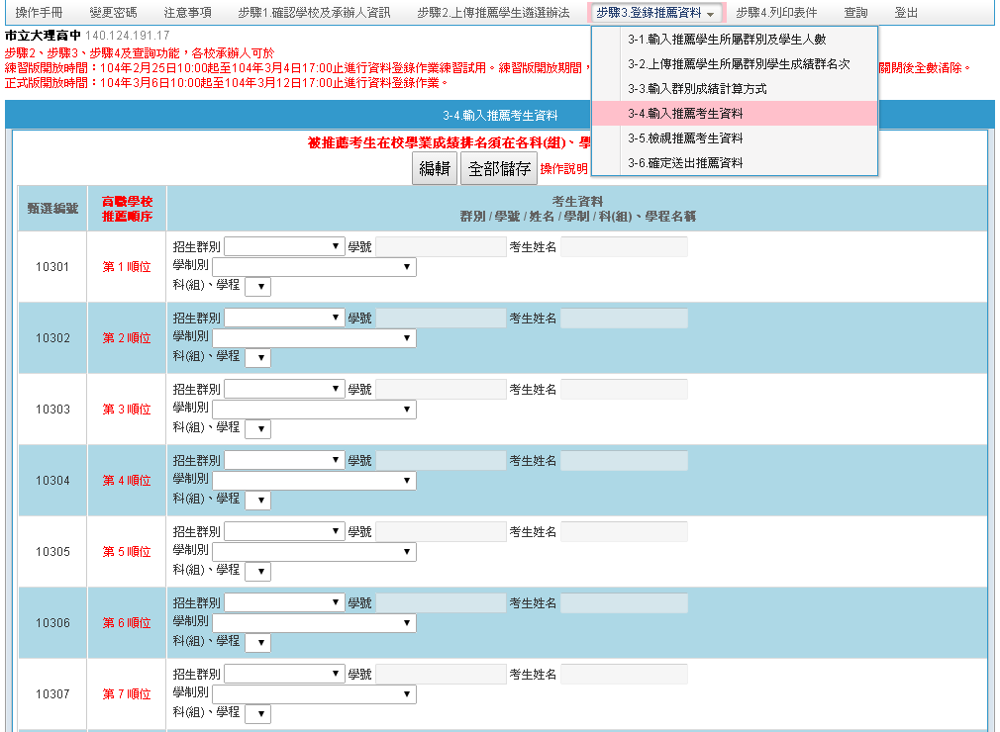 操作手冊 變更密碼 注意事項 步驟1.確認學校及承辦人資訊 步驟2.上傳推薦學生遴選辦法 步驟3.登錄推薦資料 步驟4.列印表件 查詢 登出
市立大理高中 140.124.191.17
步驟2、步驟3、步驟4及查詢功能，各校承辦人可於
練習版開放時間：104年2月25日10:00起至104年3月4日17:00止進行資料登錄作業練習試用。練習版開放期間， 關閉後全數清除。
正式版開放時間：104年3月6日10:00起至104年3月12日17:00止進行資料登錄作業。
3-1.輸入推薦學生所屬群別及學生人數
3-2.上傳推薦學生所屬群別學生成績群名次
3-3.輸入群別成績計算方式
3-4.輸入推薦考生資料
3-5.檢視推薦考生資料
3-6.確定送出推薦資料
3-4.輸入推薦考生資料
被推薦考生在校學業成績排名須在各科(組)、學
編輯 全部儲存 操作說明
甄選編號 高職學校推薦順序 考生資料
群別 / 學號 / 姓名 / 學制 / 科(組)、學程名稱
10301 第 1 順位 招生群別 學號 考生姓名
學制別
科(組)、學程
10302 第 2 順位 招生群別 學號 考生姓名
學制別
科(組)、學程
10303 第 3 順位 招生群別 學號 考生姓名
學制別
科(組)、學程
10304 第 4 順位 招生群別 學號 考生姓名
學制別
科(組)、學程
10305 第 5 順位 招生群別 學號 考生姓名
學制別
科(組)、學程
10306 第 6 順位 招生群別 學號 考生姓名
學制別
科(組)、學程
10307 第 7 順位 招生群別 學號 考生姓名
學制別
科(組)、學程